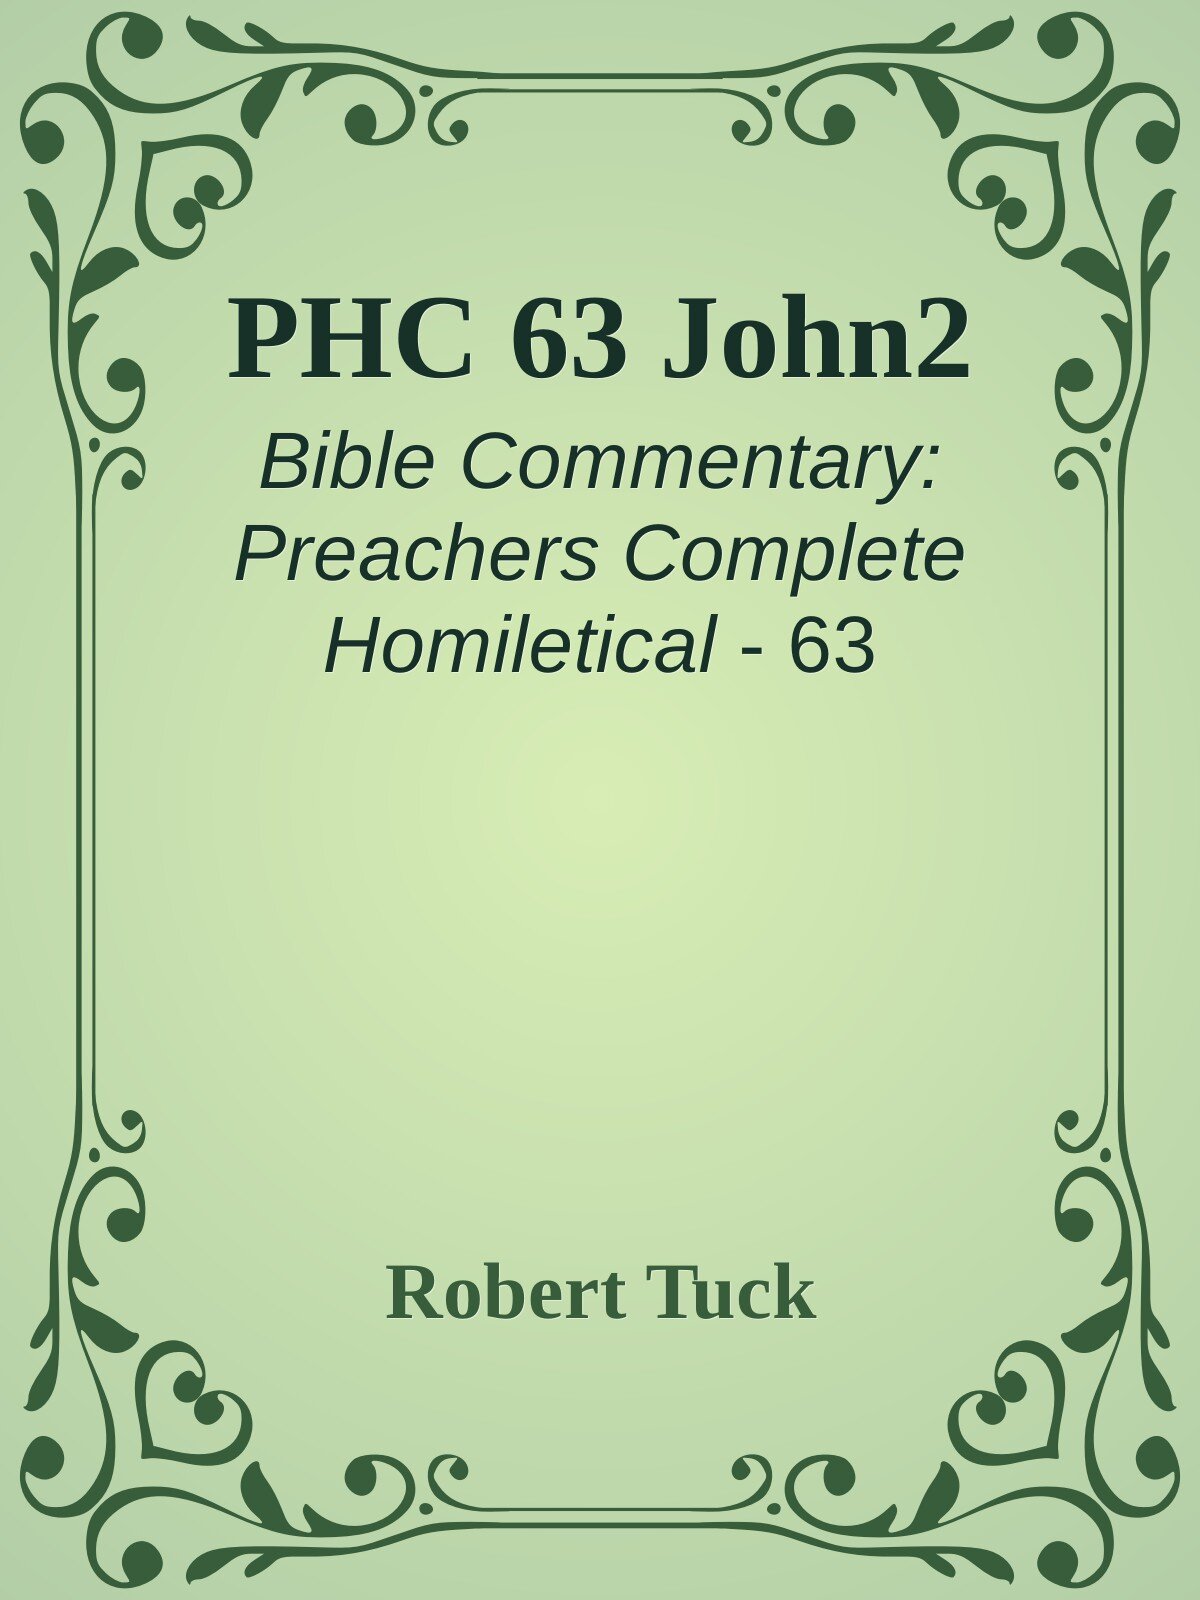 PHC 63 John2
Bible Commentary:
Preachers Complete
Homiletical - 63
Robert Tuck